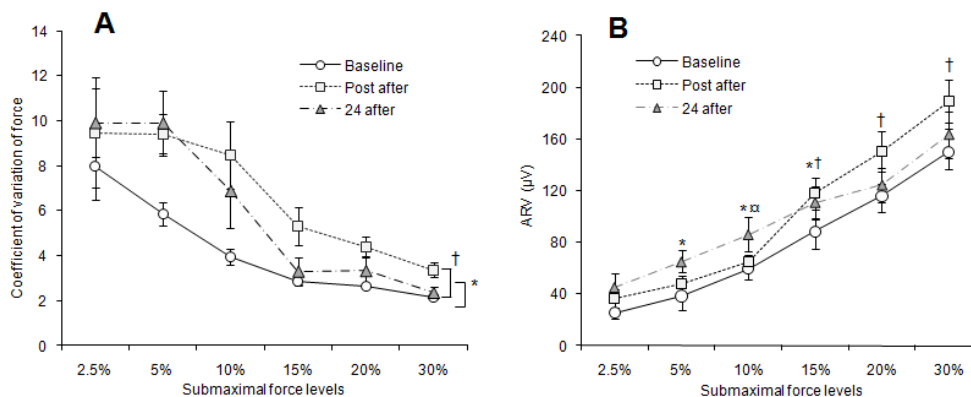 A
Coefficient of variation of force
14
12
10
8
6
4
2
0
Baseline
Post after
24 after
†
*
2.5% 5% 10% 15% 20% 30%
Submaximal force levels
B
ARV (µV)
240
200
160
120
80
40
0
Baseline
Post after
24 after
*
*¤
*†
†
†
2.5% 5% 10% 15% 20% 30%
Submaximal force levels